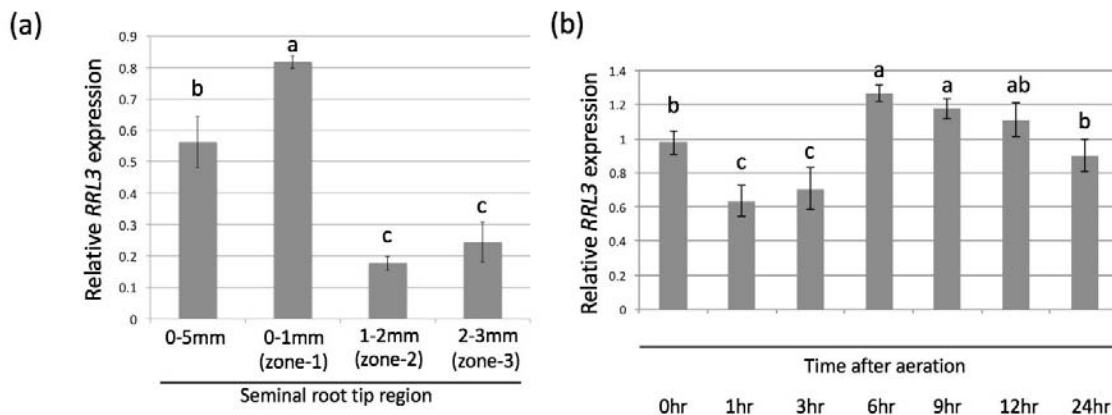 (a)
Relative RRL3 expression
0.9
0.8
0.7
0.6
0.5
0.4
0.3
0.2
0.1
0
b
a
c
c
0-5mm 0-1mm 1-2mm 2-3mm
(zone-1) (zone-2) (zone-3)
Seminal root tip region
(b)
Relative RRL3 expression
1.4
1.2
1
0.8
0.6
0.4
0.2
0
b
c
c
a
a
ab
b
Time after aeration
0hr 1hr 3hr 6hr 9hr 12hr 24hr